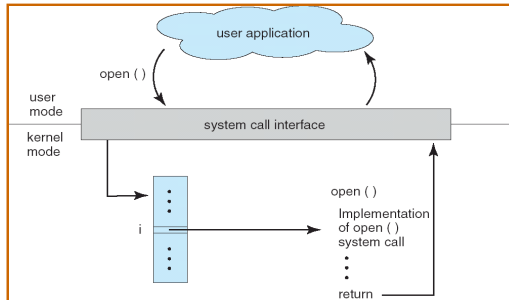 user application
open ( )
user
mode
system call interface
kernel
mode
i
open ( )
Implementation
of open ( )
system call
return